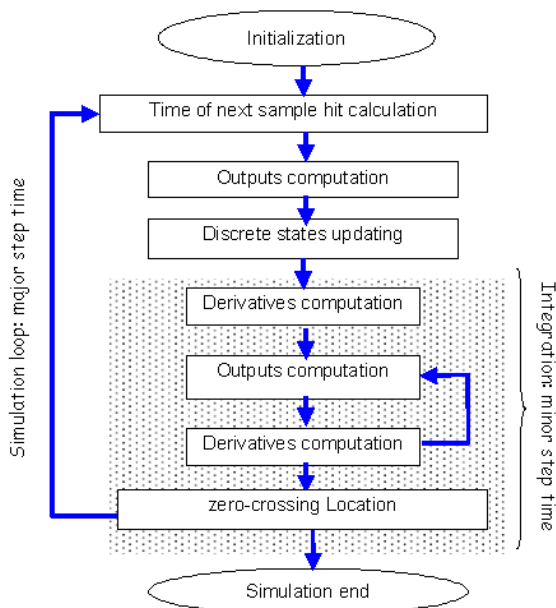 Initialization
Time of next sample hit calculation
Outputs computation
Discrete states updating
Derivatives computation
Outputs computation
Derivatives computation
zero-crossing Location
Simulation end
Simulation loop: major step time
Integration: minor step time